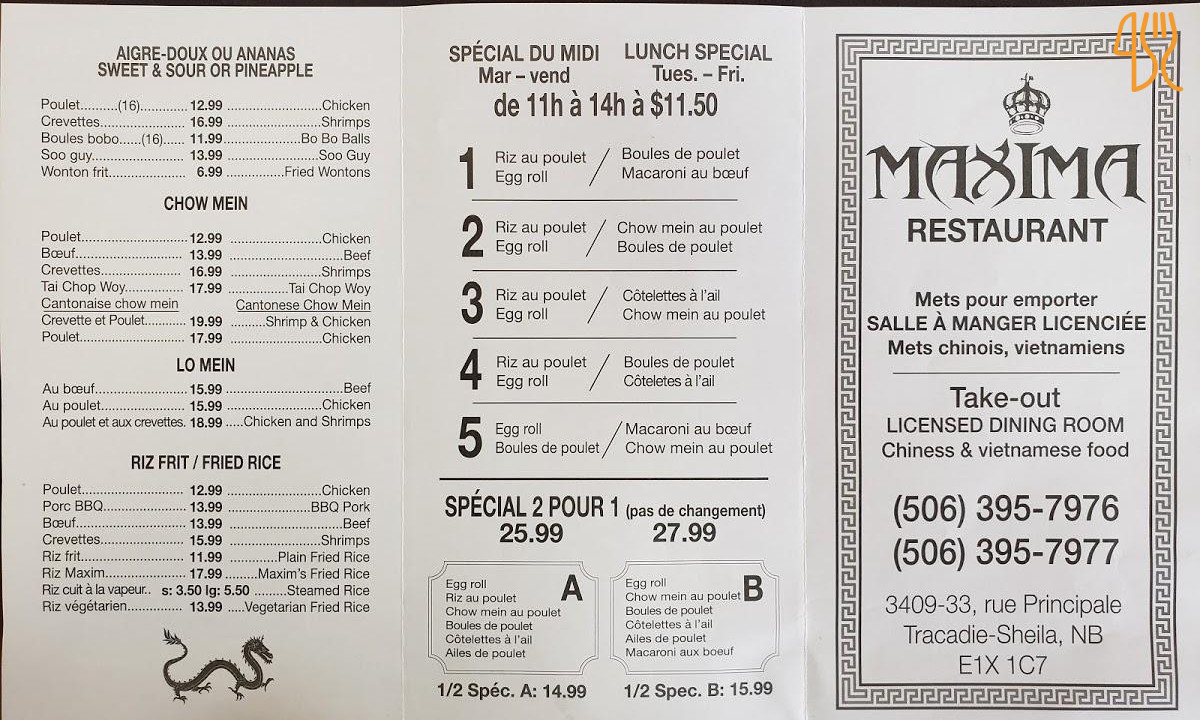 AIGRE-DOUX OU ANANAS
SWEET & SOUR OR PINEAPPLE
Poulet..........(16)............. 12.99 ........................Chicken
Crevettes............................ 16.99 ........................Shrimps
Boules bobo......(16)...... 11.99....................Bo Bo Balls
Soo guy............................... 13.99 ........................Soo Guy
Wonton frit......................... 6.99 ...............Fried Wontons
CHOW MEIN
Poulet................................. 12.99 ........................Chicken
Bœuf................................... 13.99 .............................Beef
Crevettes............................ 16.99 ........................Shrimps
Tai Chop Woy.................. 17.99 ...............Tai Chop Woy
Cantonaise chow mein Cantonese Chow Mein
Crevette et Poulet........... 19.99 .........Shrimp & Chicken
Poulet................................. 17.99 ........................Chicken
LO MEIN
Au bœuf............................. 15.99 .............................Beef
Au poulet........................... 15.99 ........................Chicken
Au poulet et aux crevettes. 18.99 .....Chicken and Shrimps
RIZ FRIT / FRIED RICE
Poulet................................. 12.99 ........................Chicken
Porc BBQ........................... 13.99 .....................BBQ Pork
Bœuf................................... 13.99 .............................Beef
Crevettes............................ 15.99 ........................Shrimps
Riz frit................................. 11.99 .............Plain Fried Rice
Riz Maxim.......................... 17.99 ........Maxim's Fried Rice
Riz cuit à la vapeur.. s: 3.50 lg: 5.50 ........Steamed Rice
Riz végétarien................. 13.99 .....Vegetarian Fried Rice
SPÉCIAL DU MIDI LUNCH SPECIAL
Mar – vend Tues. – Fri.
de 11h à 14h à $11.50
1 Riz au poulet / Boules de poulet
Egg roll Macaroni au bœuf
2 Riz au poulet / Chow mein au poulet
Egg roll Boules de poulet
3 Riz au poulet / Côtelettes à l'ail
Egg roll Chow mein au poulet
4 Riz au poulet / Boules de poulet
Egg roll Côteletes à l'ail
5 Egg roll / Macaroni au bœuf
Boules de poulet Chow mein au poulet
SPÉCIAL 2 POUR 1 (pas de changement)
25.99 27.99
A
Egg roll
Riz au poulet
Chow mein au poulet
Boules de poulet
Côtelettes à l'ail
Ailes de poulet
1/2 Spéc. A: 14.99
B
Egg roll
Chow mein au poulet
Boules de poulet
Côtelettes à l'ail
Ailes de poulet
Macaroni aux boeuf
1/2 Spec. B: 15.99
MAXIMA
RESTAURANT
Mets pour emporter
SALLE À MANGER LICENCIÉE
Mets chinois, vietnamiens
Take-out
LICENSED DINING ROOM
Chiness & vietnamese food
(506) 395-7976
(506) 395-7977
3409-33, rue Principale
Tracadie-Sheila, NB
E1X 1C7